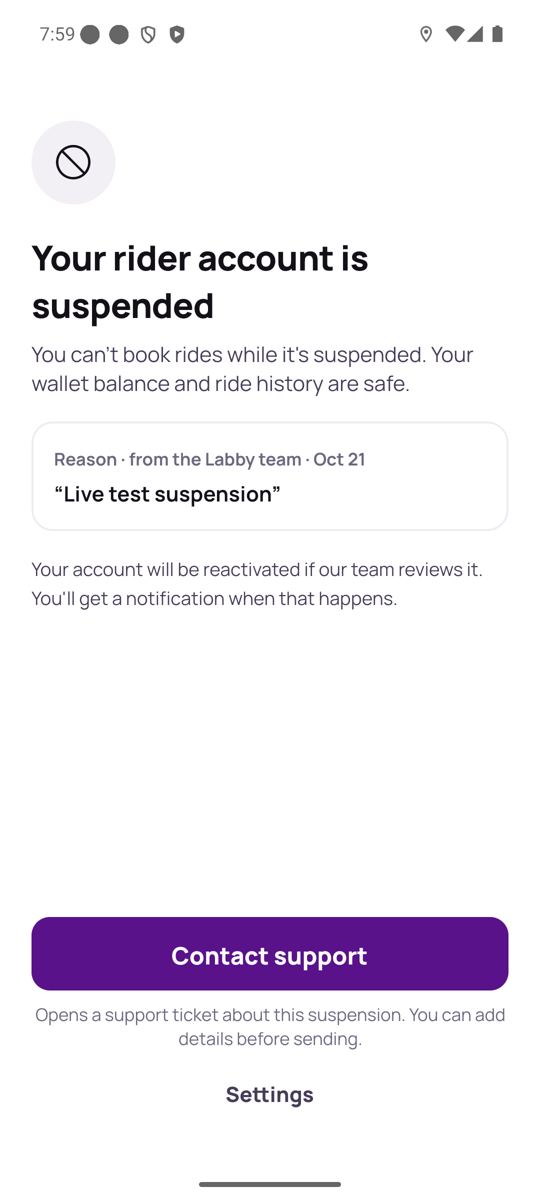 7:59
Your rider account is
suspended
You can't book rides while it's suspended. Your
wallet balance and ride history are safe.
Reason · from the Labby team · Oct 21
“Live test suspension”
Your account will be reactivated if our team reviews it.
You'll get a notification when that happens.
Contact support
Opens a support ticket about this suspension. You can add
details before sending.
Settings